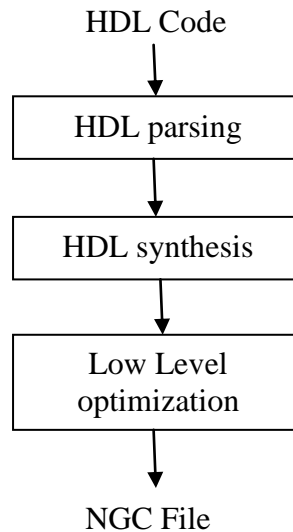 HDL Code
HDL parsing
HDL synthesis
Low Level
optimization
NGC File